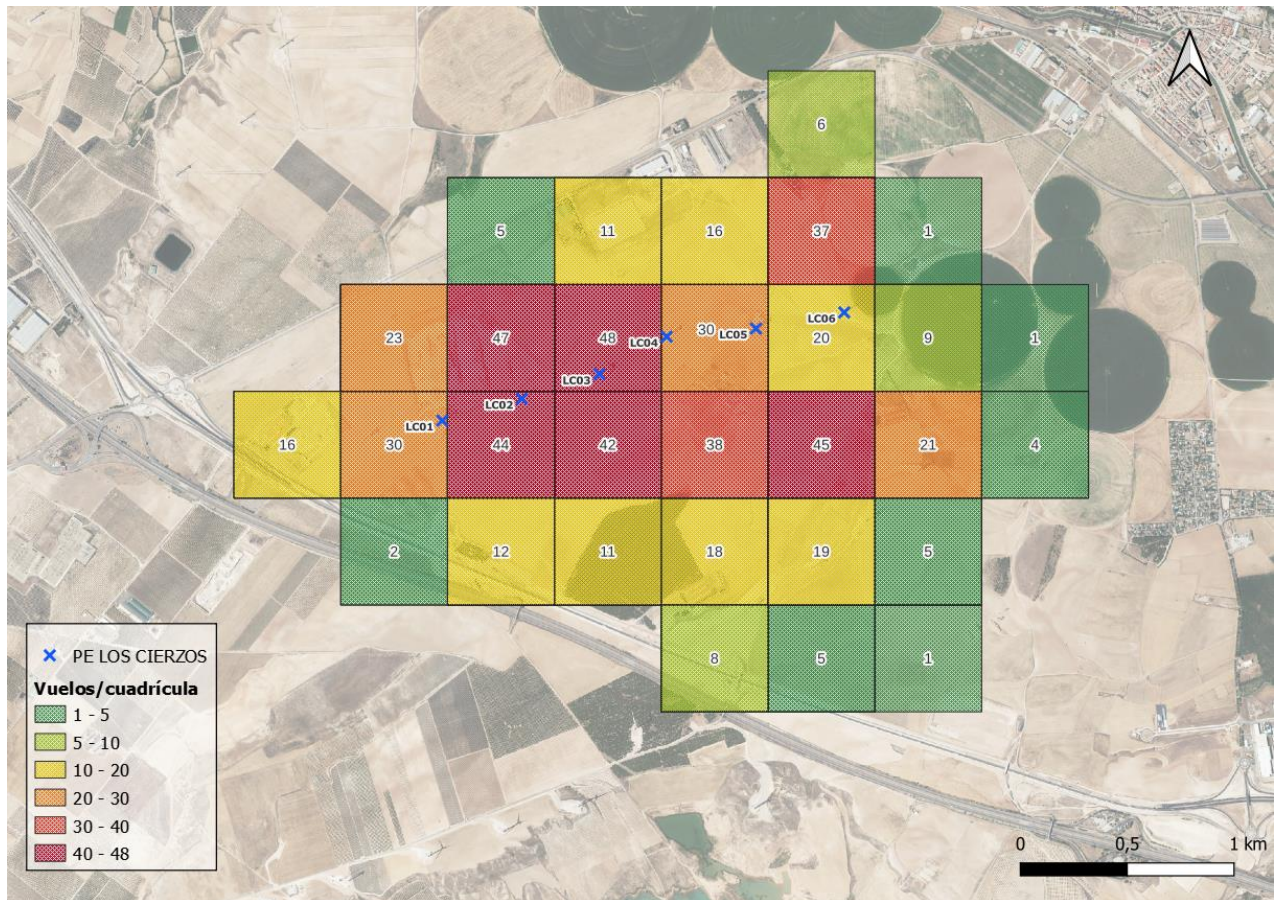 6
5 11 16 37 1
23 47 48 30 20 9 1
LC06
LC05
LC04
LC03
LC02
LC01
16 30 44 42 38 45 21 4
2 12 11 18 19 5
8 5 1
PE LOS CIERZOS
Vuelos/cuadrícula
1 - 5
5 - 10
10 - 20
20 - 30
30 - 40
40 - 48
0 0,5 1 km